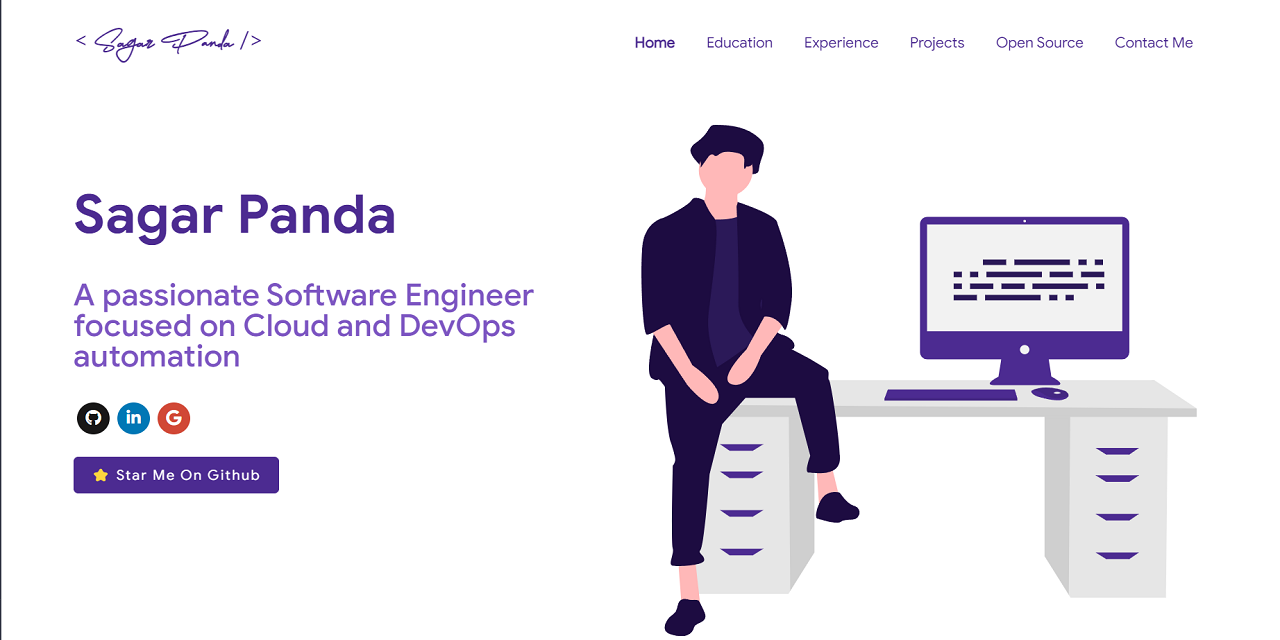 < Sagar Panda />
Home Education Experience Projects Open Source Contact Me
Sagar Panda
A passionate Software Engineer
focused on Cloud and DevOps
automation
in G
Star Me On Github